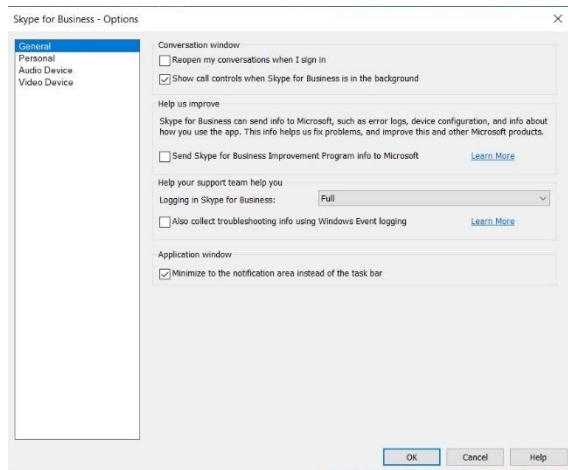 Skype for Business - Options
General
Personal
Audio Device
Video Device
Conversation window
Reopen my conversations when I sign in
Show call controls when Skype for Business is in the background
Help us improve
Skype for Business can send info to Microsoft, such as error logs, device configuration, and info about
how you use the app. This info helps us fix problems, and improve this and other Microsoft products.
Send Skype for Business Improvement Program info to Microsoft Learn More
Help your support team help you
Logging in Skype for Business: Full
Also collect troubleshooting info using Windows Event logging Learn More
Application window
Minimize to the notification area instead of the task bar
OK Cancel Help